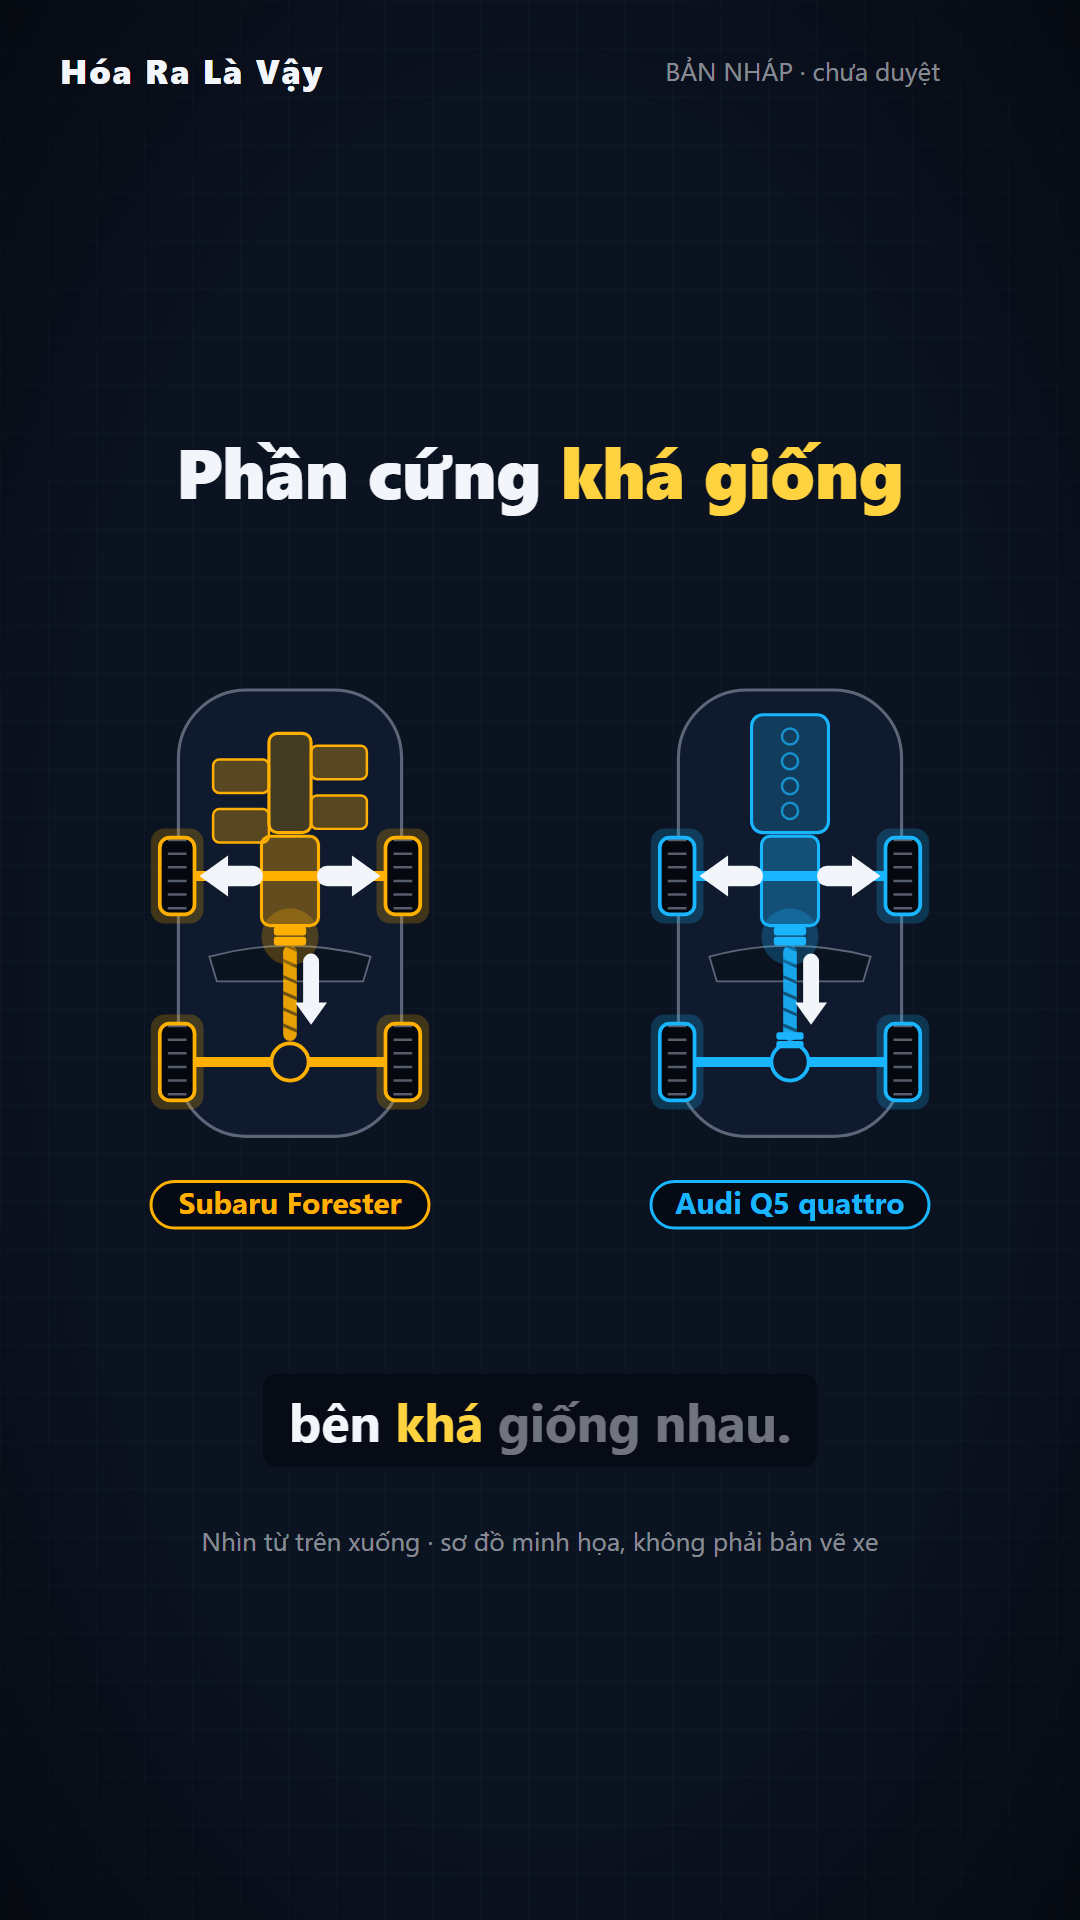 Hóa Ra Là Vậy
BẢN NHÁP · chưa duyệt
Phần cứng khá giống
Subaru Forester
Audi Q5 quattro
bên khá giống nhau.
Nhìn từ trên xuống · sơ đồ minh họa, không phải bản vẽ xe